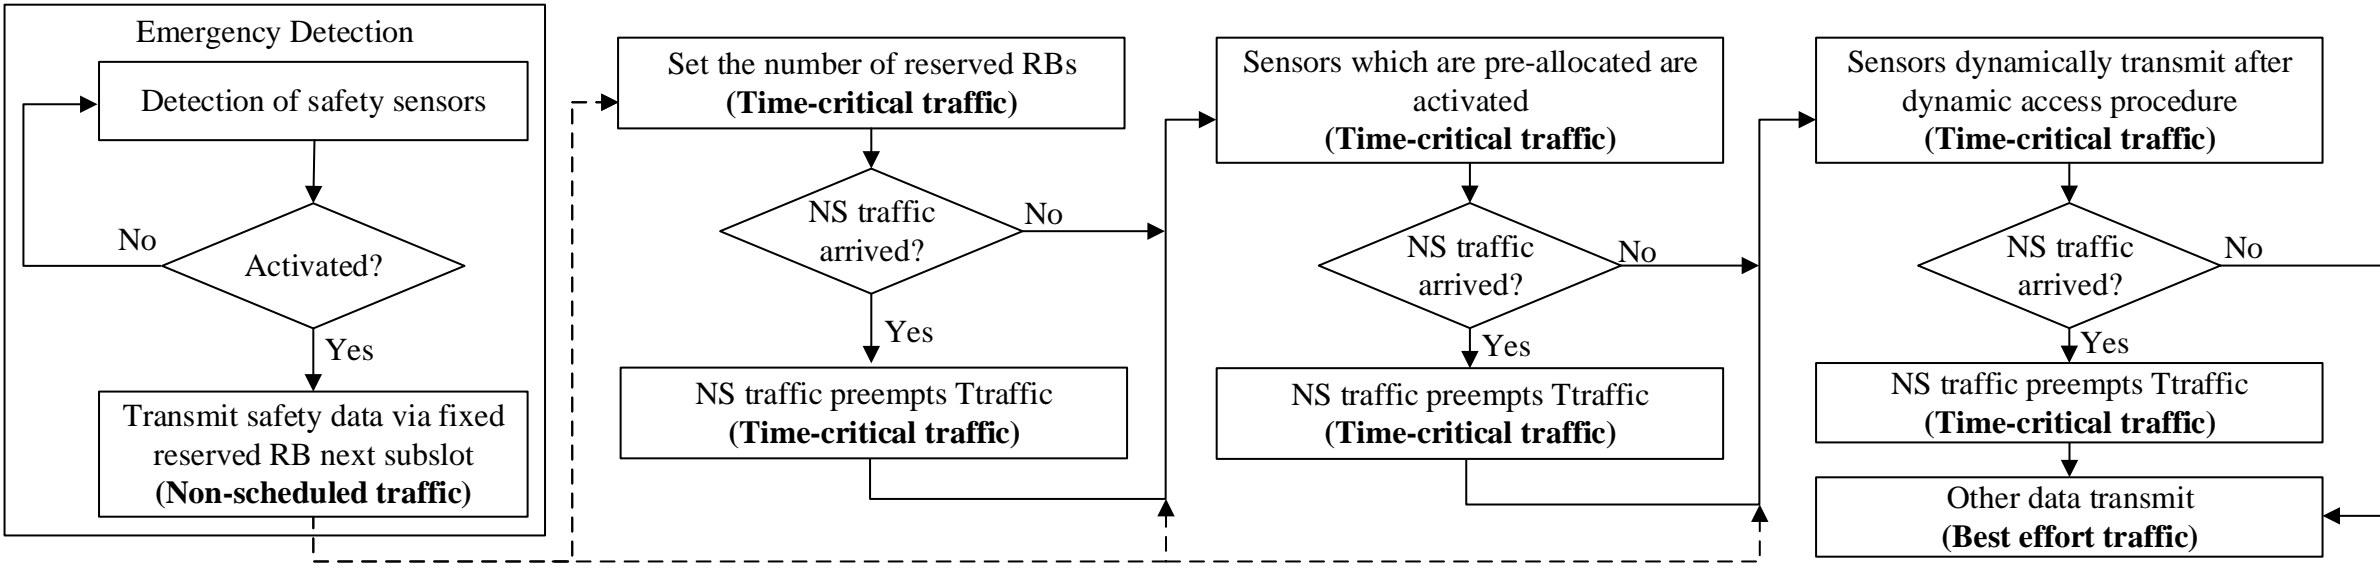 Emergency Detection
Detection of safety sensors
No
Activated?
Yes
Transmit safety data via fixed
reserved RB next subslot
(Non-scheduled traffic)
Set the number of reserved RBs
(Time-critical traffic)
NS traffic
arrived?
No
Yes
NS traffic preempts Ttraffic
(Time-critical traffic)
Sensors which are pre-allocated are
activated
(Time-critical traffic)
NS traffic
arrived?
No
Yes
NS traffic preempts Ttraffic
(Time-critical traffic)
Sensors dynamically transmit after
dynamic access procedure
(Time-critical traffic)
NS traffic
arrived?
No
Yes
NS traffic preempts Ttraffic
(Time-critical traffic)
Other data transmit
(Best effort traffic)